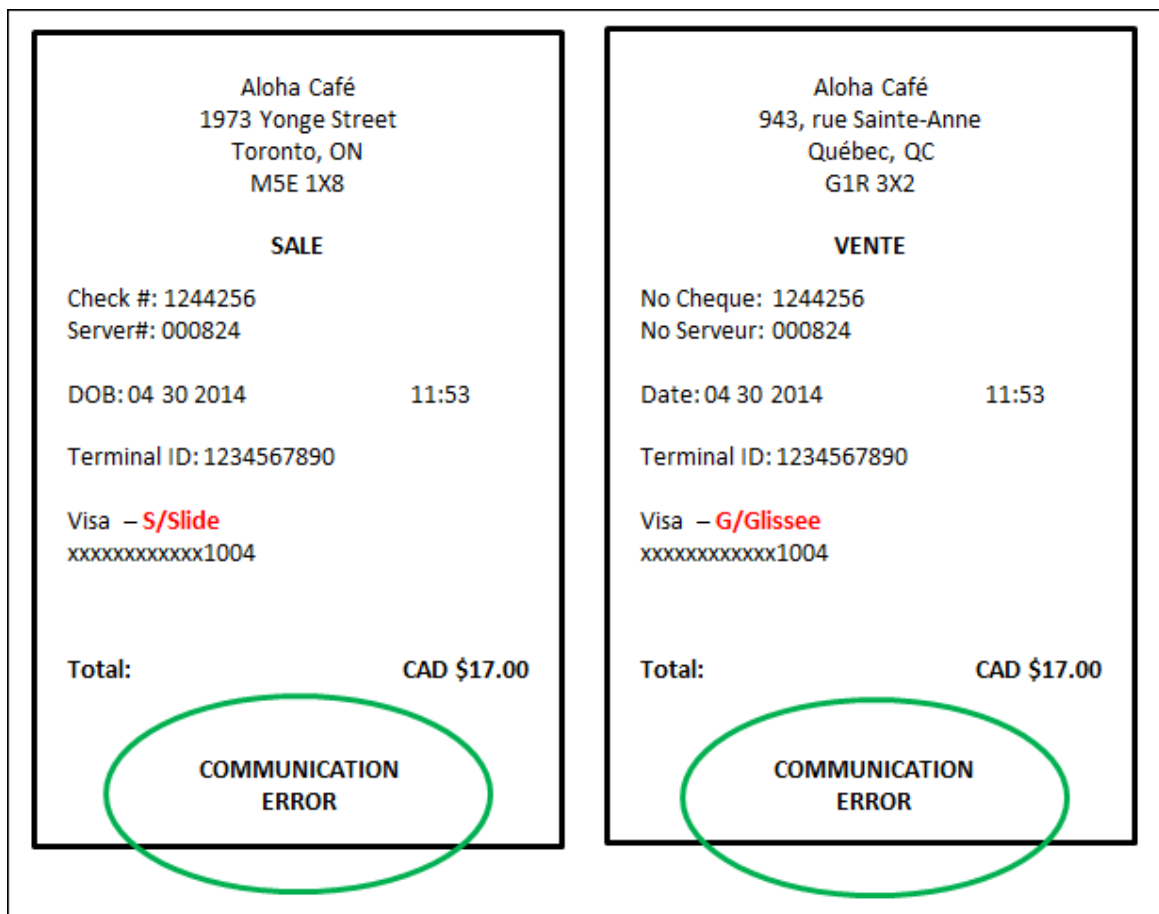 Aloha Café
1973 Yonge Street
Toronto, ON
M5E 1X8
SALE
Check #: 1244256
Server#: 000824
DOB: 04 30 2014 11:53
Terminal ID: 1234567890
Visa – S/Slide
xxxxxxxxxxxx1004
Total: CAD $17.00
COMMUNICATION
ERROR
Aloha Café
943, rue Sainte-Anne
Québec, QC
G1R 3X2
VENTE
No Cheque: 1244256
No Serveur: 000824
Date: 04 30 2014 11:53
Terminal ID: 1234567890
Visa – G/Glissee
xxxxxxxxxxxx1004
Total: CAD $17.00
COMMUNICATION
ERROR